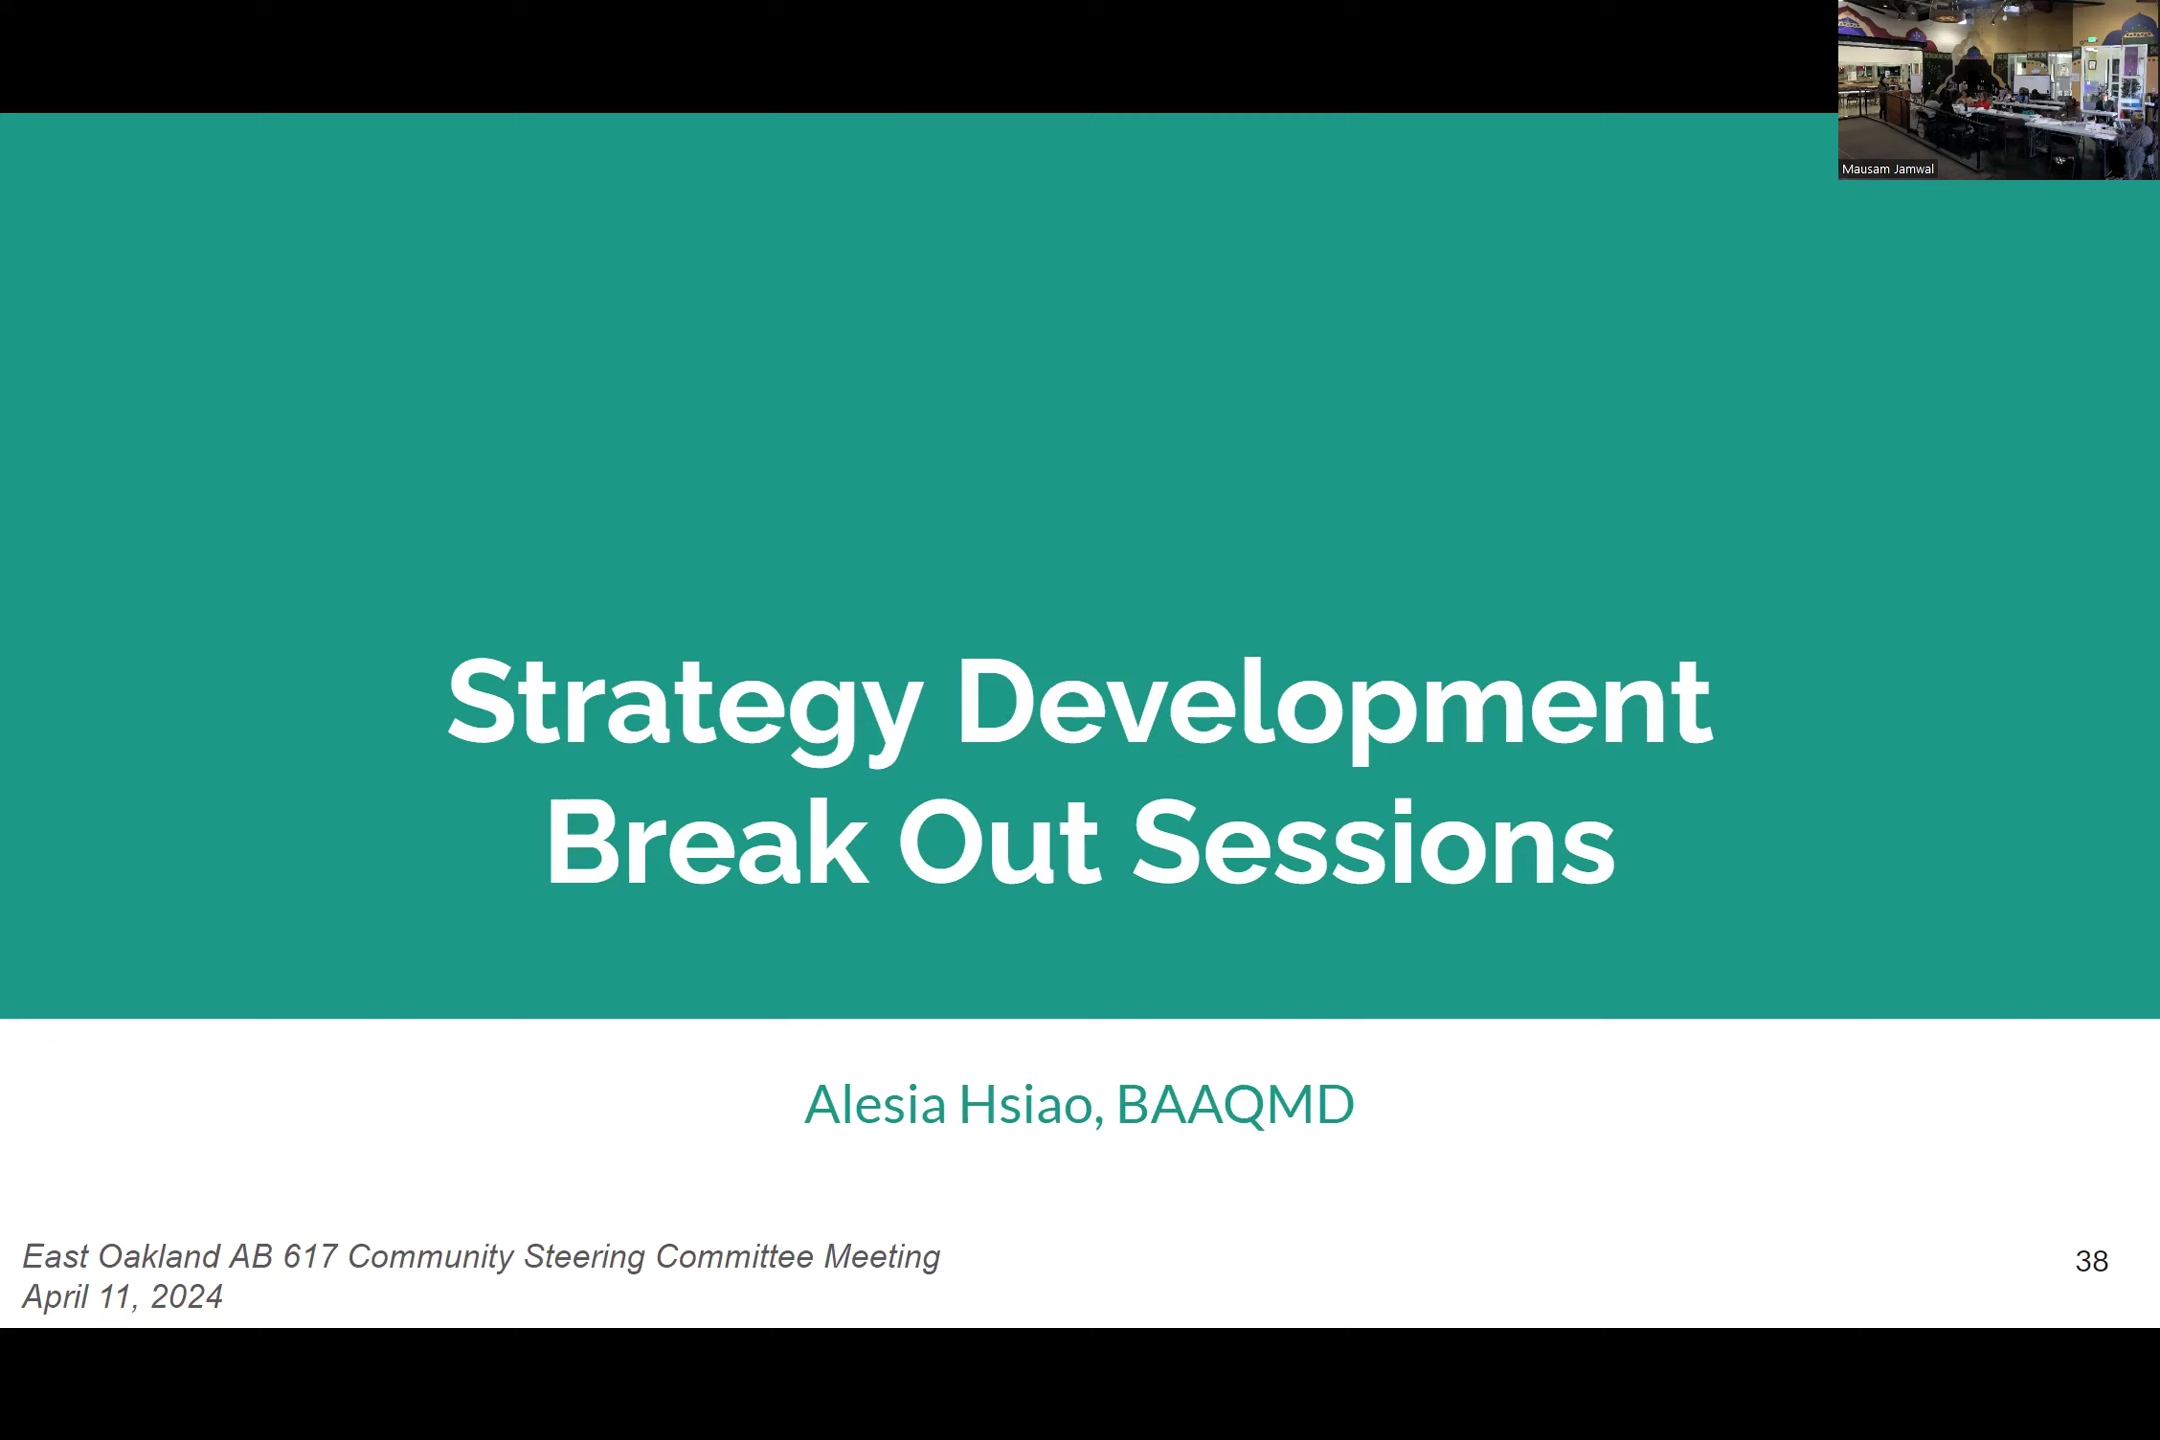 Mausam Jamwal
Strategy Development
Break Out Sessions
Alesia Hsiao, BAAQMD
East Oakland AB 617 Community Steering Committee Meeting
April 11, 2024
38